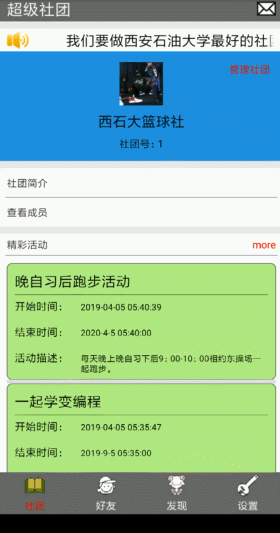 超级社团
我们要做西安石油大学最好的社团
管理社团
西石大篮球社
社团号：1
社团简介
查看成员
精彩活动
more
晚自习后跑步活动
开始时间： 2019-04-05 05:40:39
结束时间： 2020-4-5 05:40:00
活动描述： 每天晚上晚自习下后9：00-10：00相约东操场一
起跑步。
一起学变编程
开始时间： 2019-04-05 05:35:47
结束时间： 2019-9-5 05:35:00
社团
好友
发现
设置